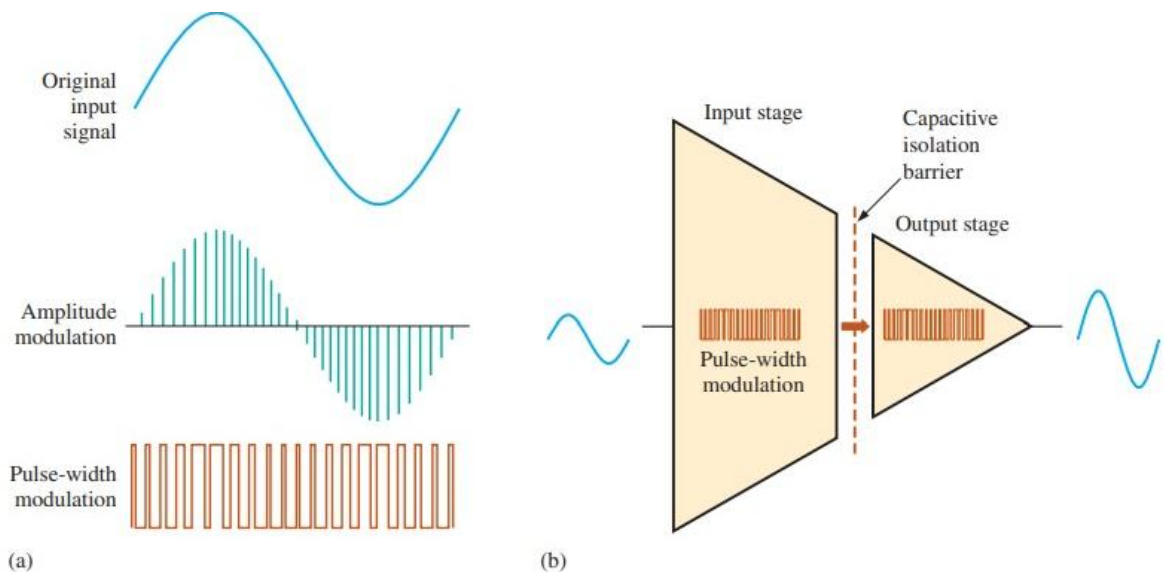 Original
input
signal
Amplitude
modulation
Pulse-width
modulation
(a)
Input stage
Capacitive
isolation
barrier
Output stage
Pulse-width
modulation
(b)